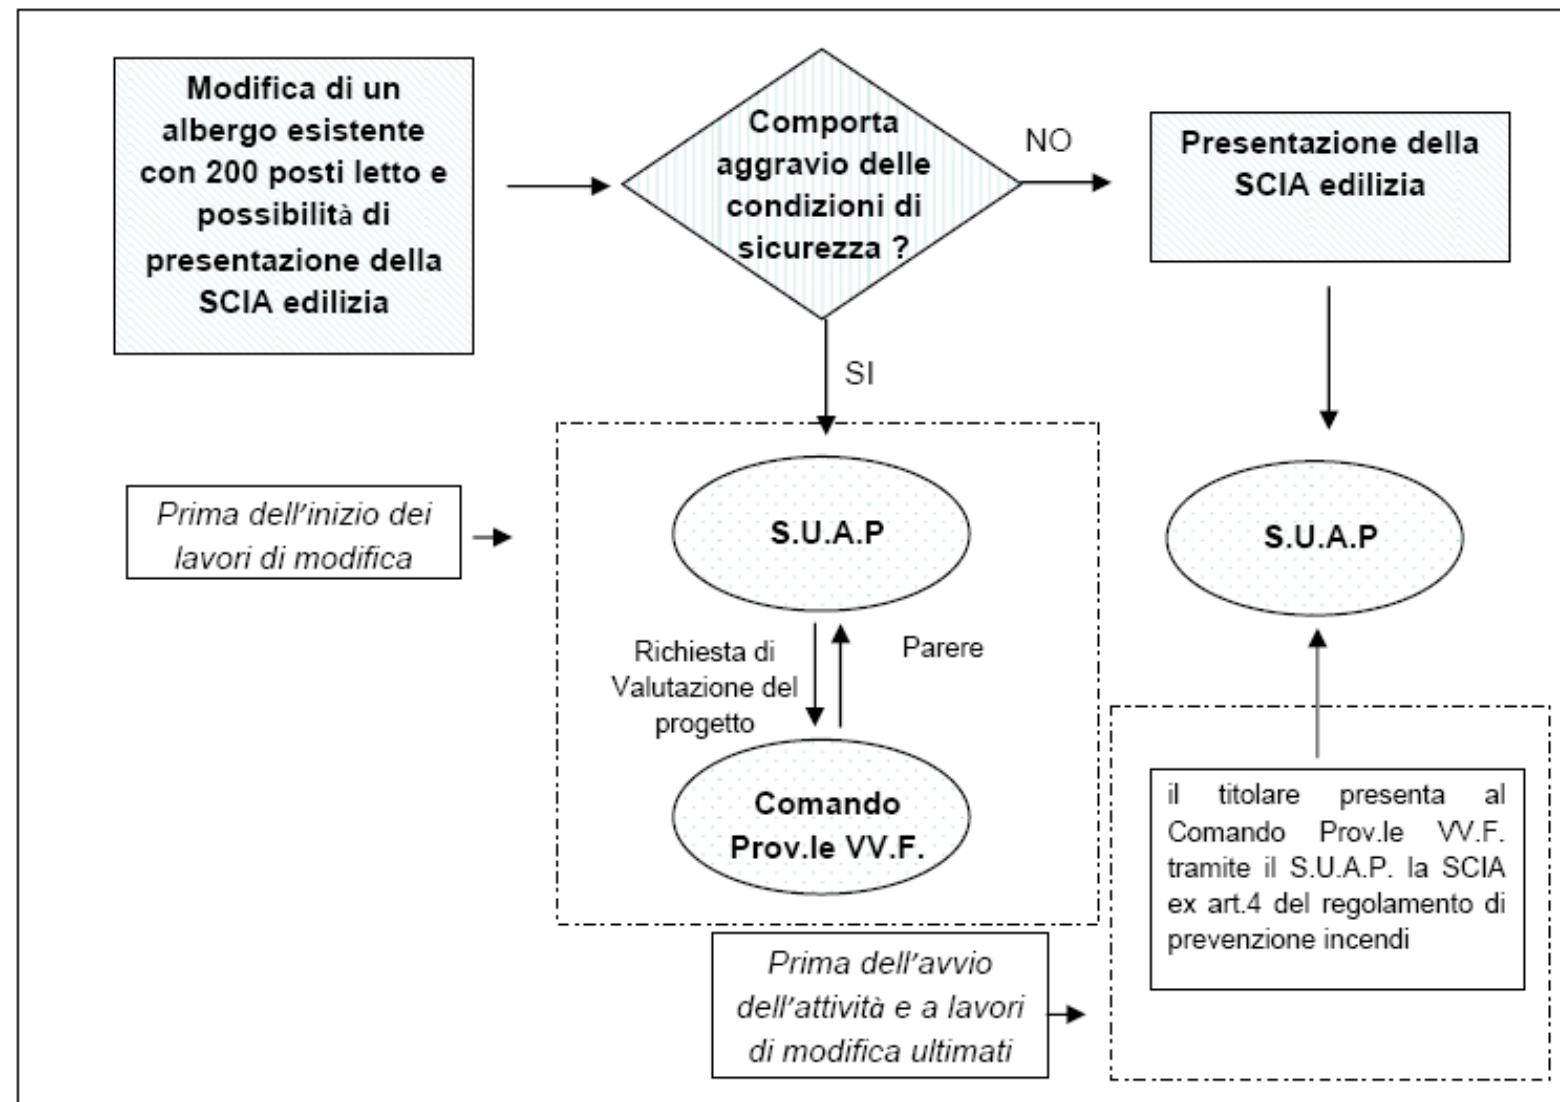 Modifica di un
albergo esistente
con 200 posti letto e
possibilità di
presentazione della
SCIA edilizia
Comporta
aggravio delle
condizioni di
sicurezza ?
NO
Presentazione della
SCIA edilizia
SI
Prima dell'inizio dei
lavori di modifica
S.U.A.P
S.U.A.P
Richiesta di
Valutazione del
progetto
Parere
Comando
Prov.le VV.F.
il titolare presenta al
Comando Prov.le VV.F.
tramite il S.U.A.P. la SCIA
ex art.4 del regolamento di
prevenzione incendi
Prima dell'avvio
dell'attività e a lavori
di modifica ultimati